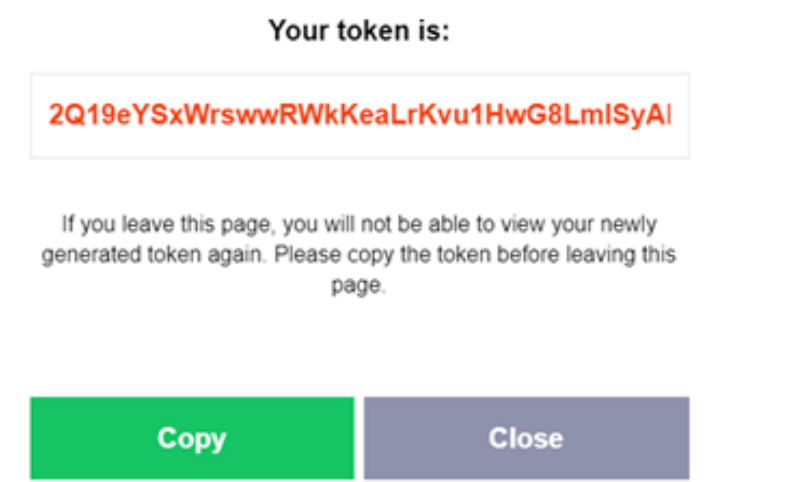 Your token is:
2Q19eYSxWrswwRWkKeaLrKvu1HwG8LmlSyAl
If you leave this page, you will not be able to view your newly
generated token again. Please copy the token before leaving this
page.
Copy
Close